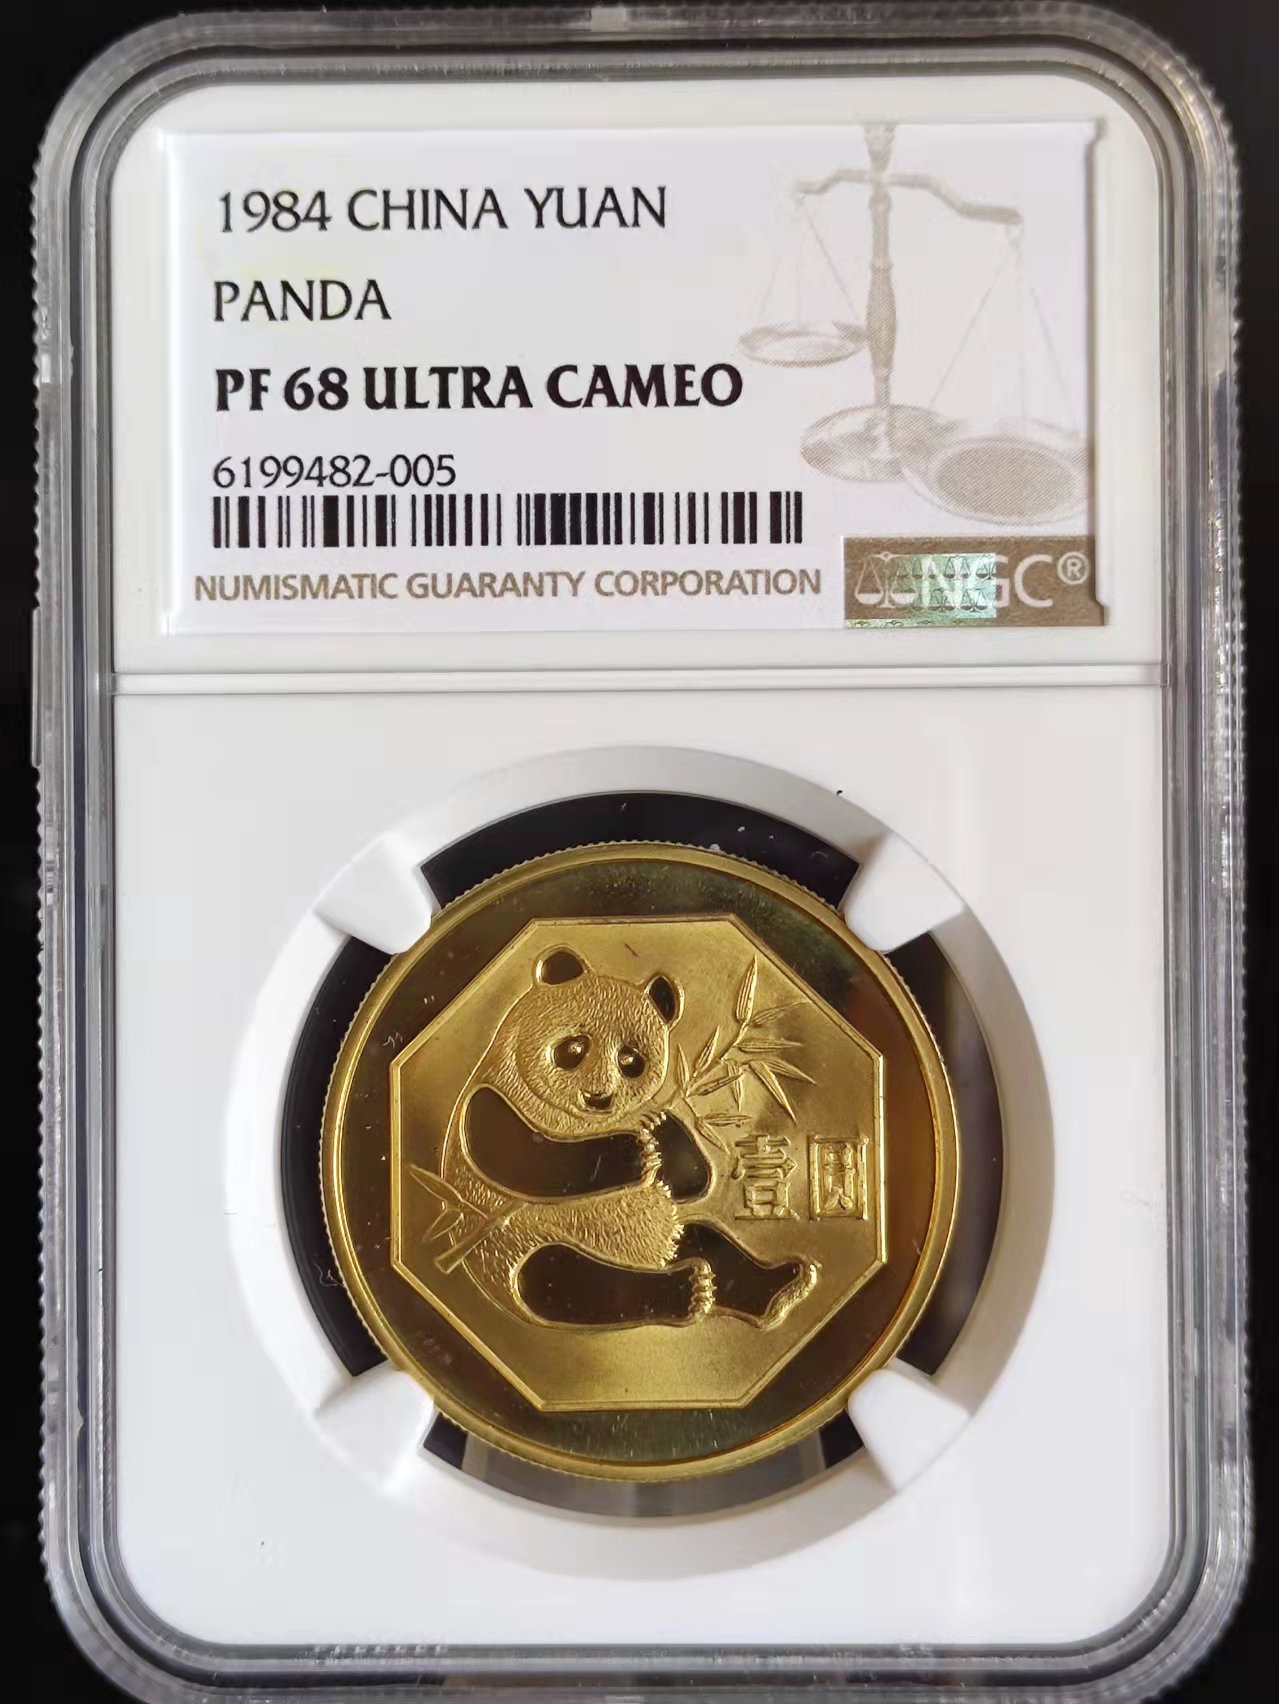 1984 CHINA YUAN
PANDA
PF 68 ULTRA CAMEO
6199482-005
NUMISMATIC GUARANTY CORPORATION
NGC®
壹圆